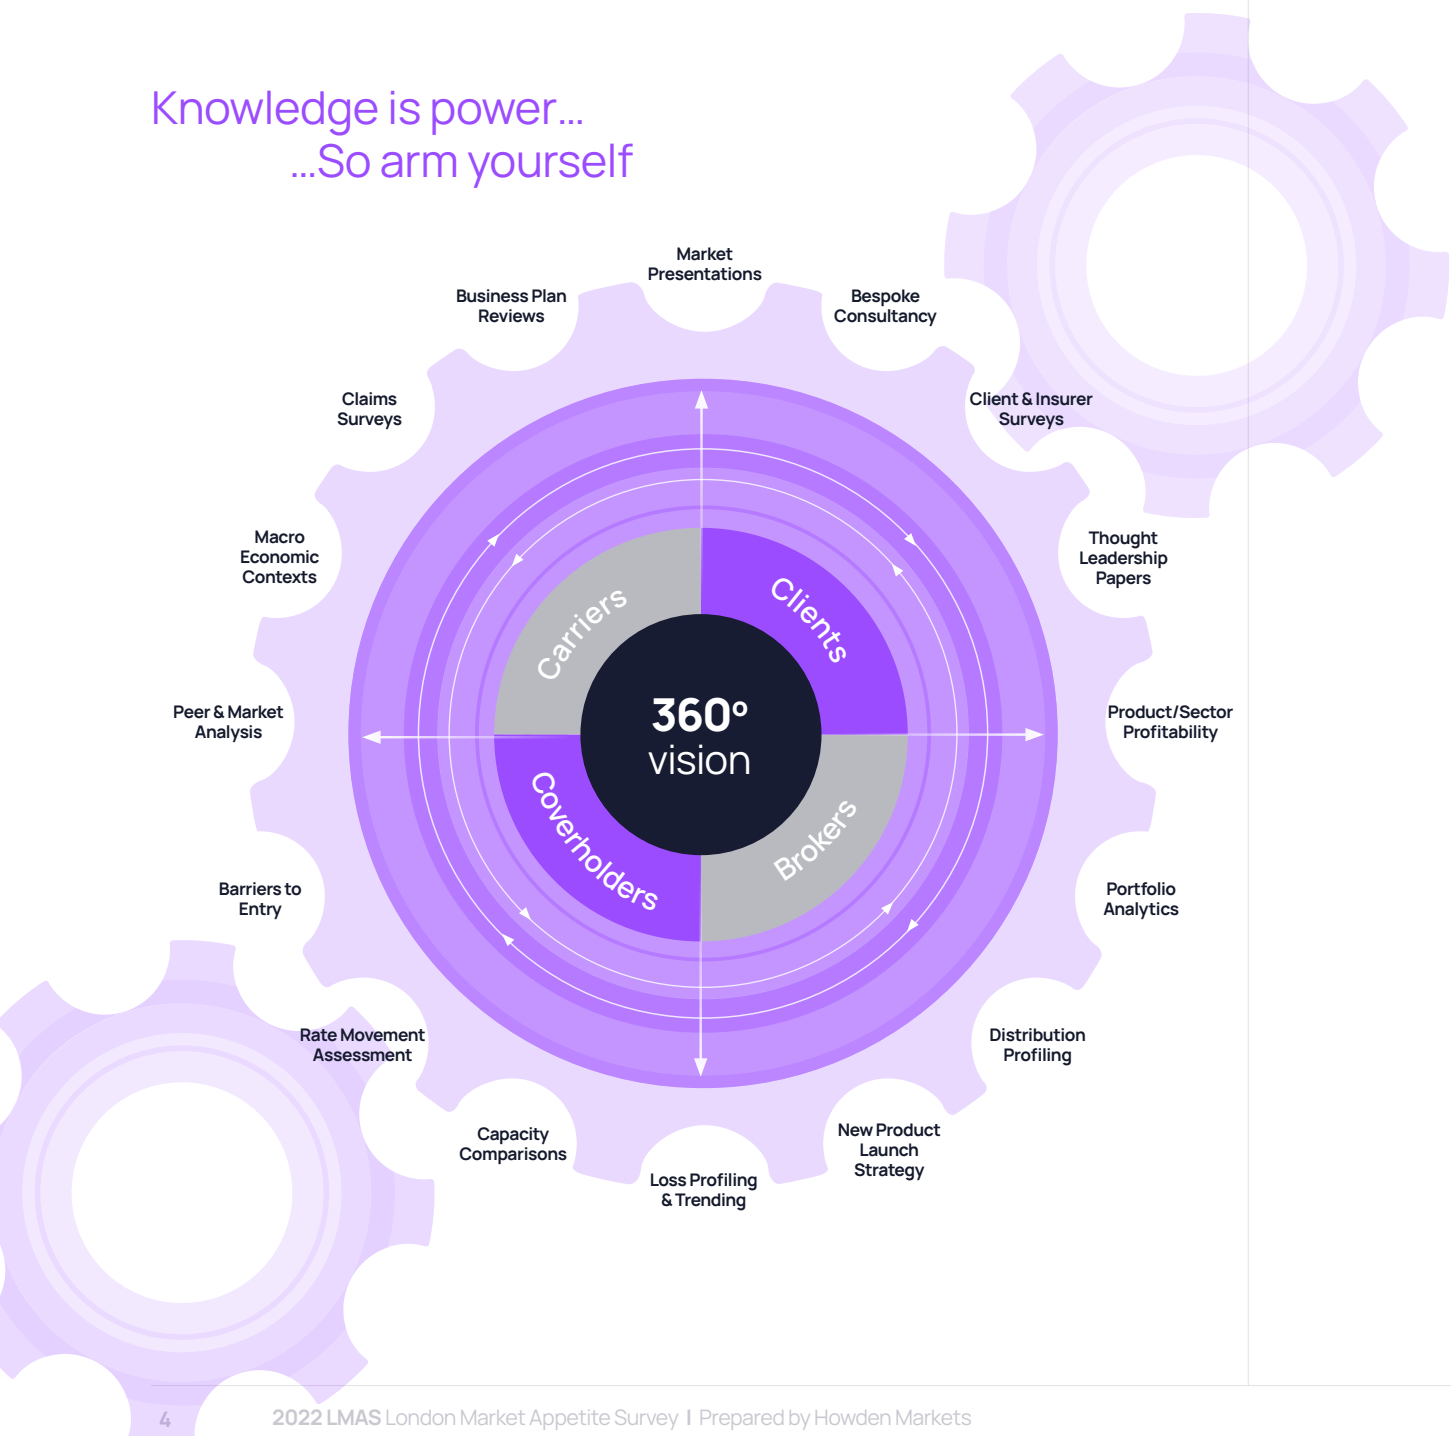 Knowledge is power...
...So arm yourself
Market
Presentations
Bespoke
Consultancy
Client & Insurer
Surveys
Thought
Leadership
Papers
Product/Sector
Profitability
Portfolio
Analytics
Distribution
Profiling
New Product
Launch
Strategy
Loss Profiling
& Trending
Capacity
Comparisons
Rate Movement
Assessment
Barriers to
Entry
Peer & Market
Analysis
Macro
Economic
Contexts
Claims
Surveys
Business Plan
Reviews
Carriers
Clients
Brokers
Coverholders
360º
vision
4
2022 LMAS London Market Appetite Survey | Prepared by Howden Markets